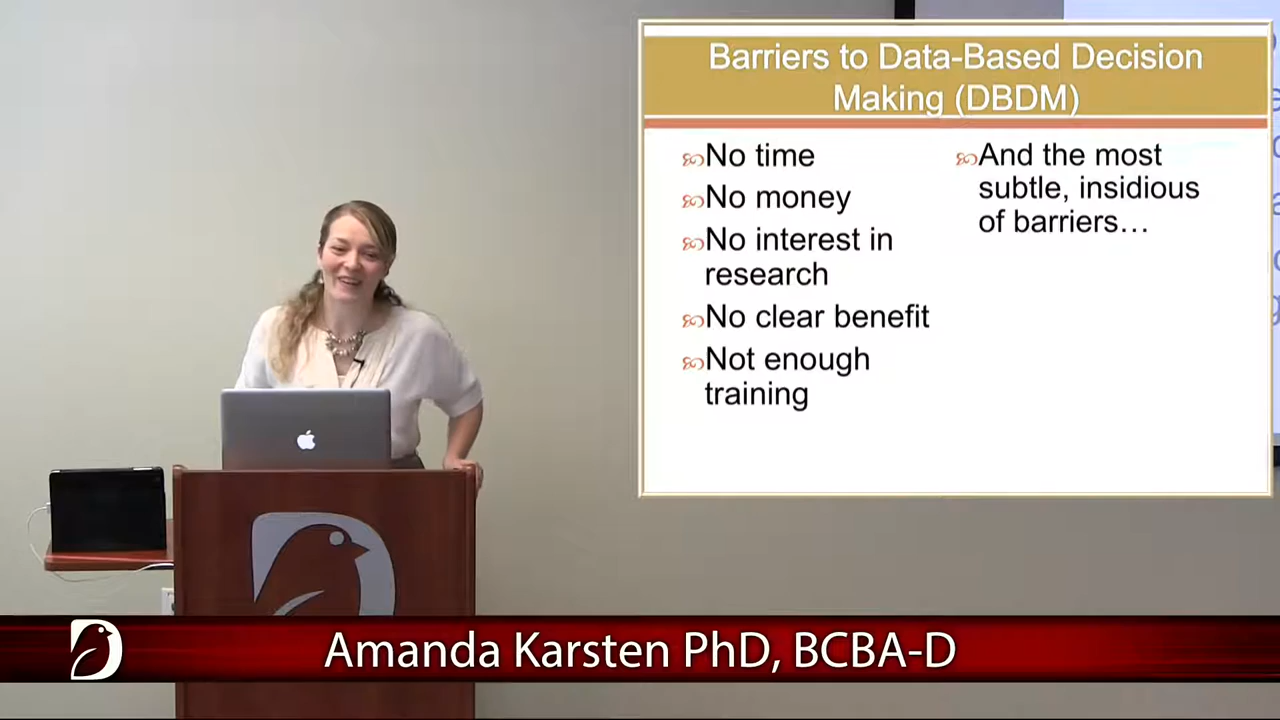 Barriers to Data-Based Decision
Making (DBDM)
No time
No money
No interest in
research
No clear benefit
Not enough
training
And the most
subtle, insidious
of barriers…
Amanda Karsten PhD, BCBA-D